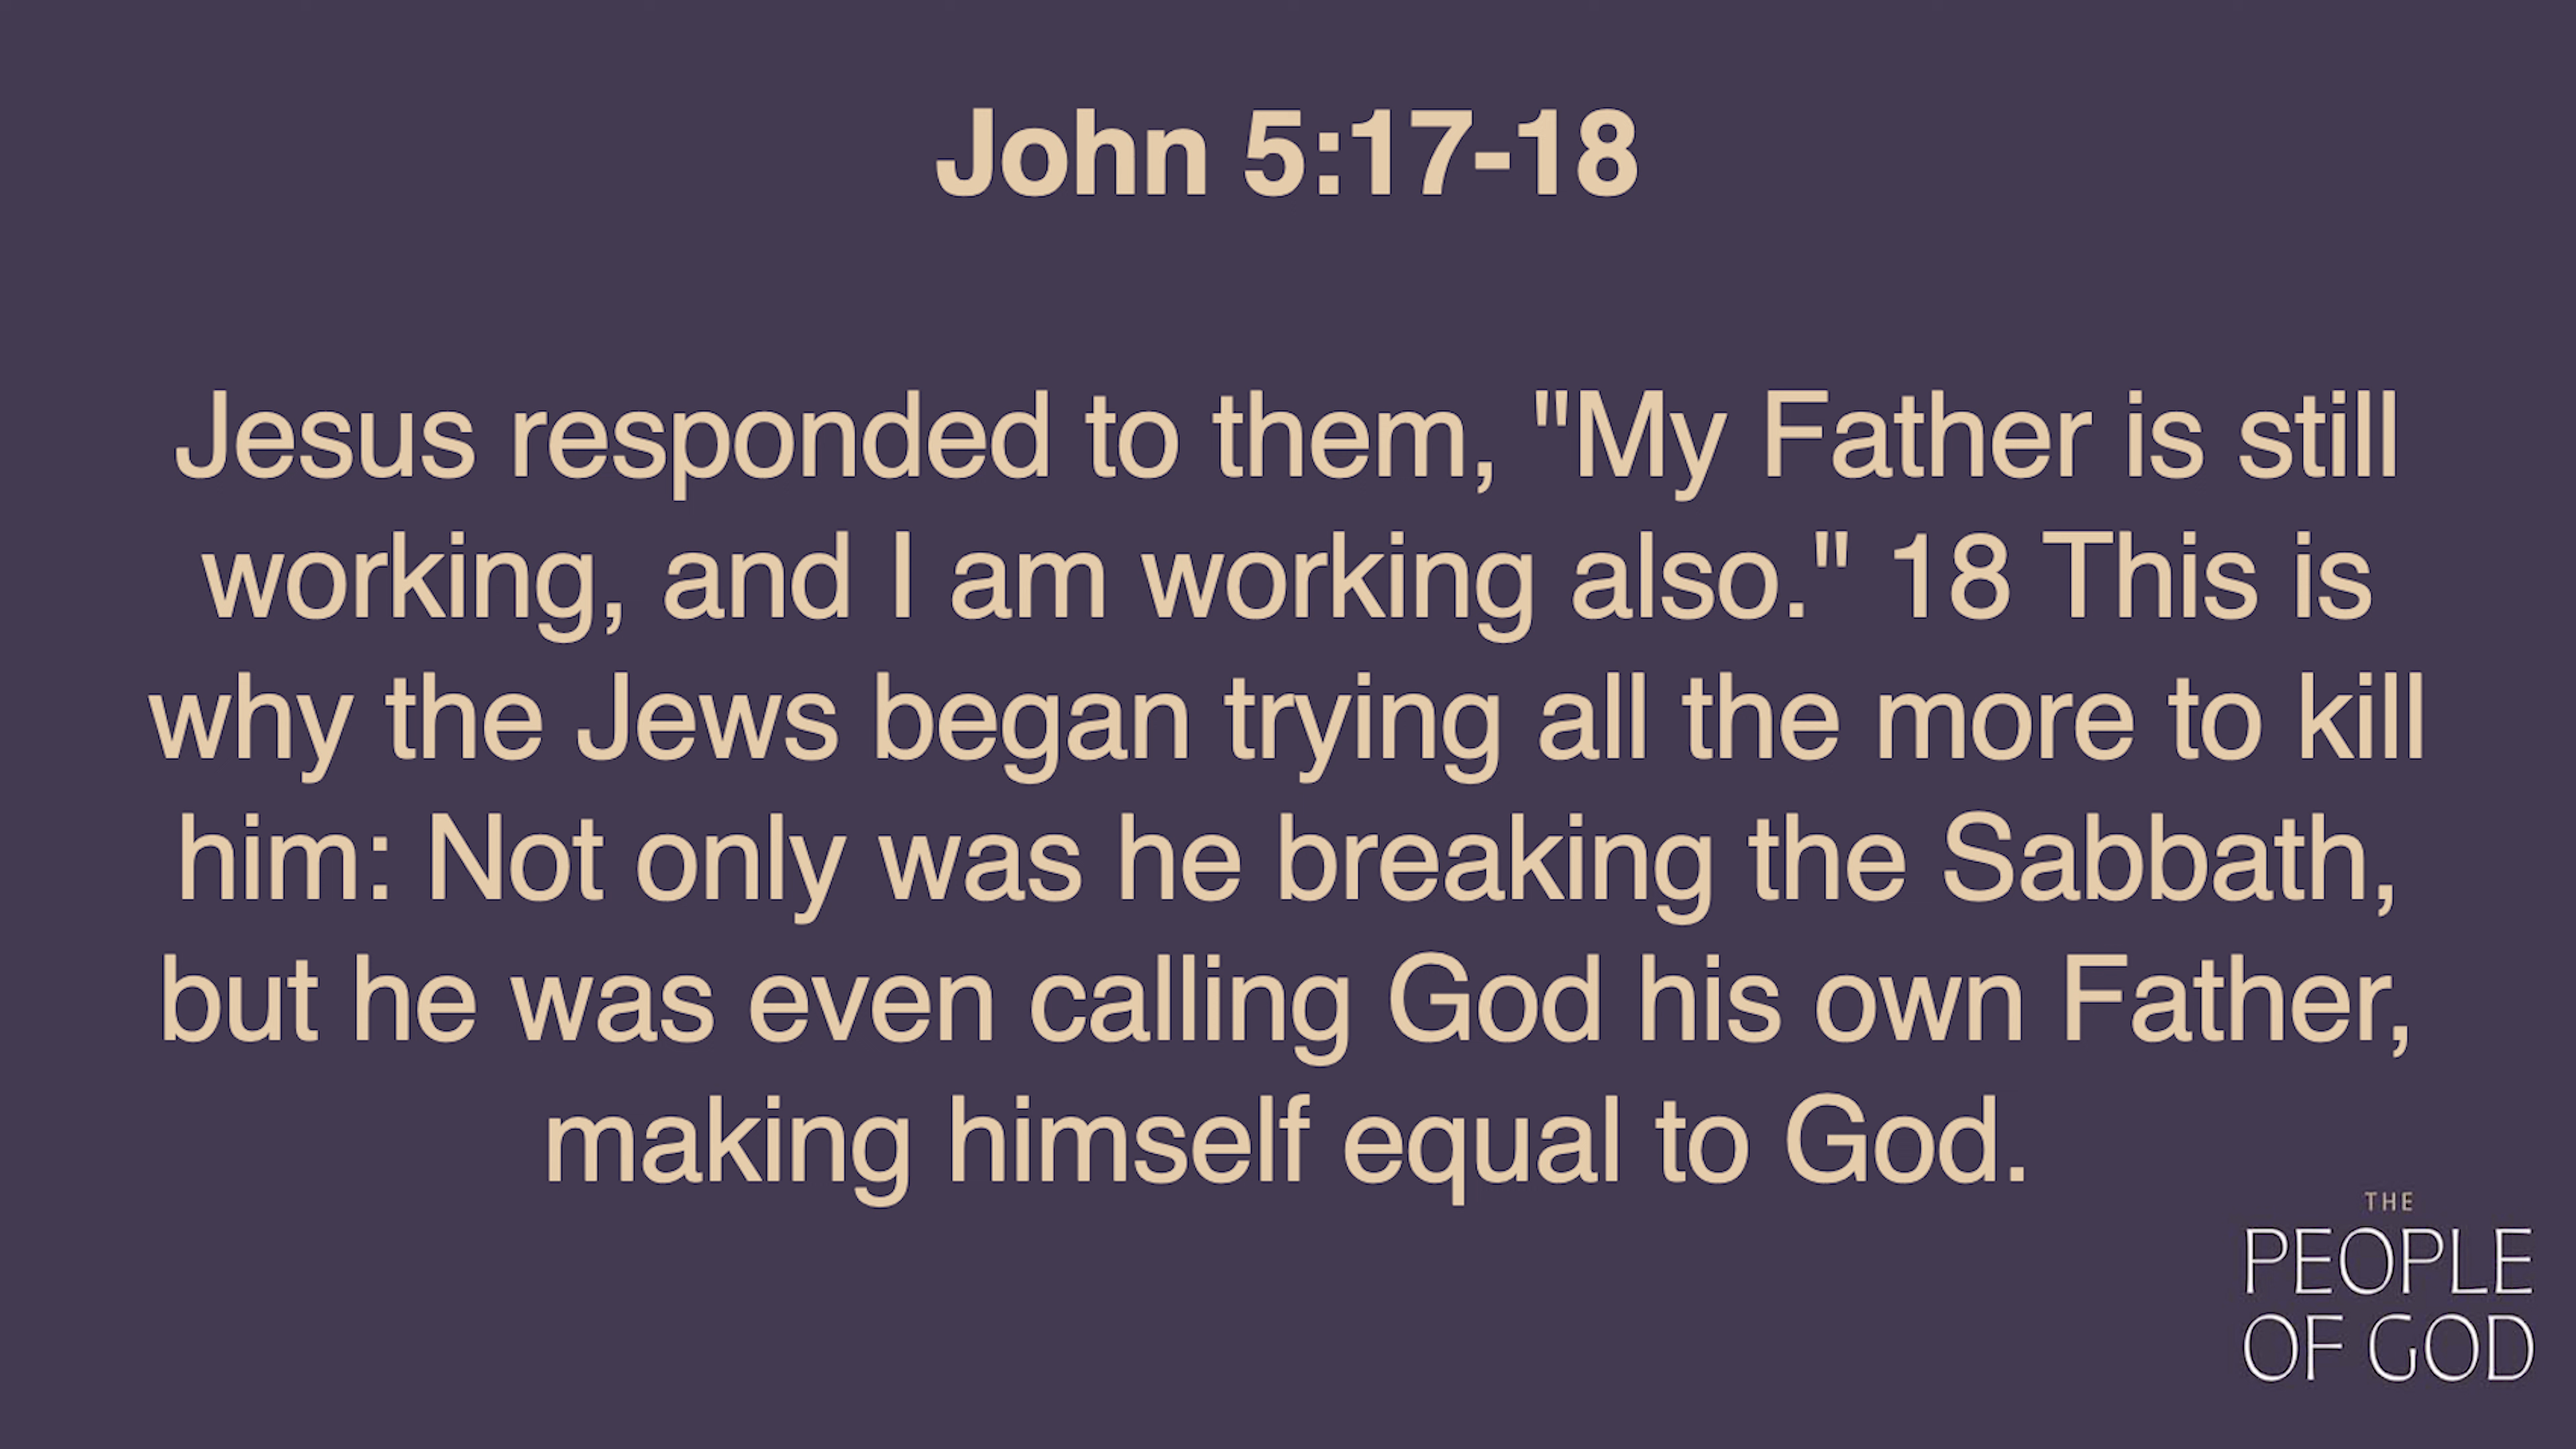 John 5:17-18
Jesus responded to them, "My Father is still
working, and I am working also." 18 This is
why the Jews began trying all the more to kill
him: Not only was he breaking the Sabbath,
but he was even calling God his own Father,
making himself equal to God.
THE
PEOPLE
OF GOD